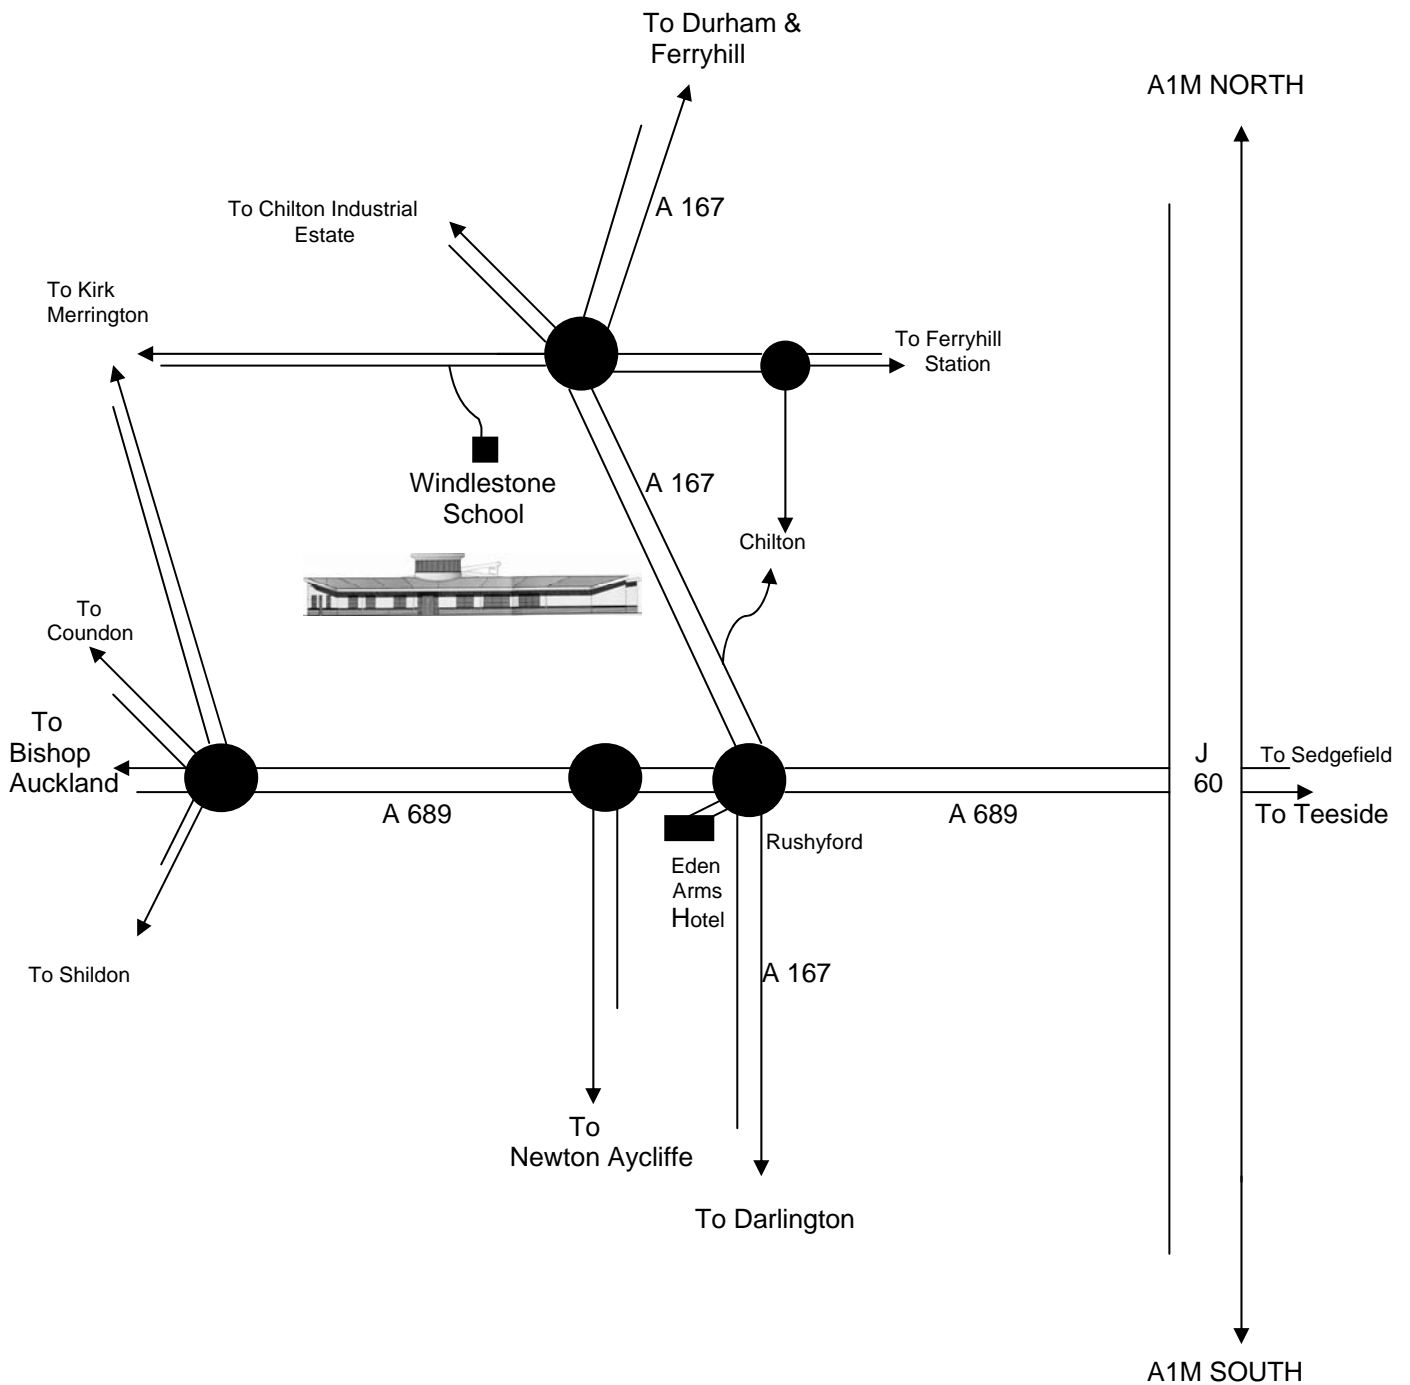 To Durham &
Ferryhill
A1M NORTH
A 167
To Chilton Industrial
Estate
To Kirk
Merrington
To Ferryhill
Station
Windlestone
School
A 167
Chilton
To
Coundon
To
Bishop
Auckland
J
60
To Sedgefield
To Teeside
A 689
A 689
Rushyford
Eden
Arms
Hotel
To Shildon
A 167
To
Newton Aycliffe
To Darlington
A1M SOUTH